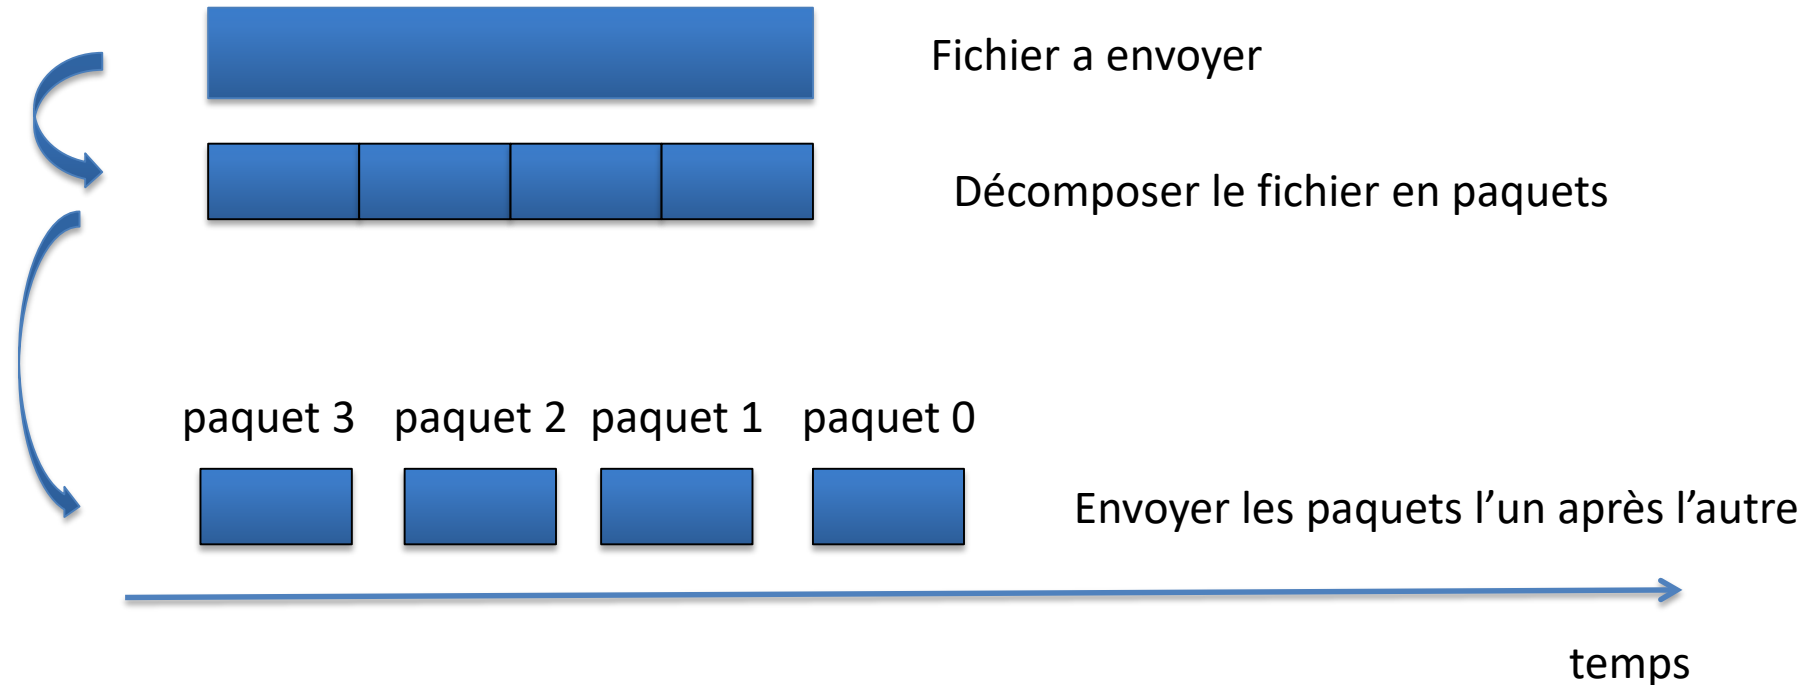 Fichier a envoyer
Décomposer le fichier en paquets
paquet 3 paquet 2 paquet 1 paquet 0
Envoyer les paquets l’un après l’autre
temps